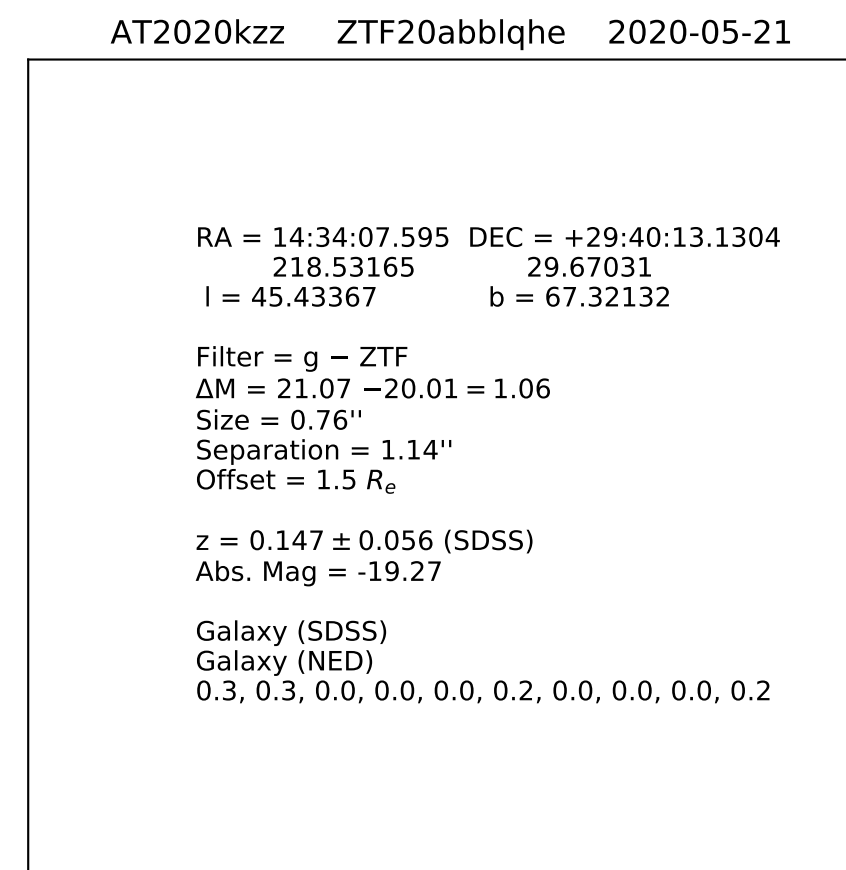 AT2020kzz ZTF20abblqhe 2020-05-21
RA = 14:34:07.595 DEC = +29:40:13.1304
218.53165 29.67031
l = 45.43367 b = 67.32132
Filter = g − ZTF
ΔM = 21.07 −20.01 = 1.06
Size = 0.76''
Separation = 1.14''
Offset = 1.5 Re
z = 0.147 ± 0.056 (SDSS)
Abs. Mag = -19.27
Galaxy (SDSS)
Galaxy (NED)
0.3, 0.3, 0.0, 0.0, 0.0, 0.2, 0.0, 0.0, 0.0, 0.2